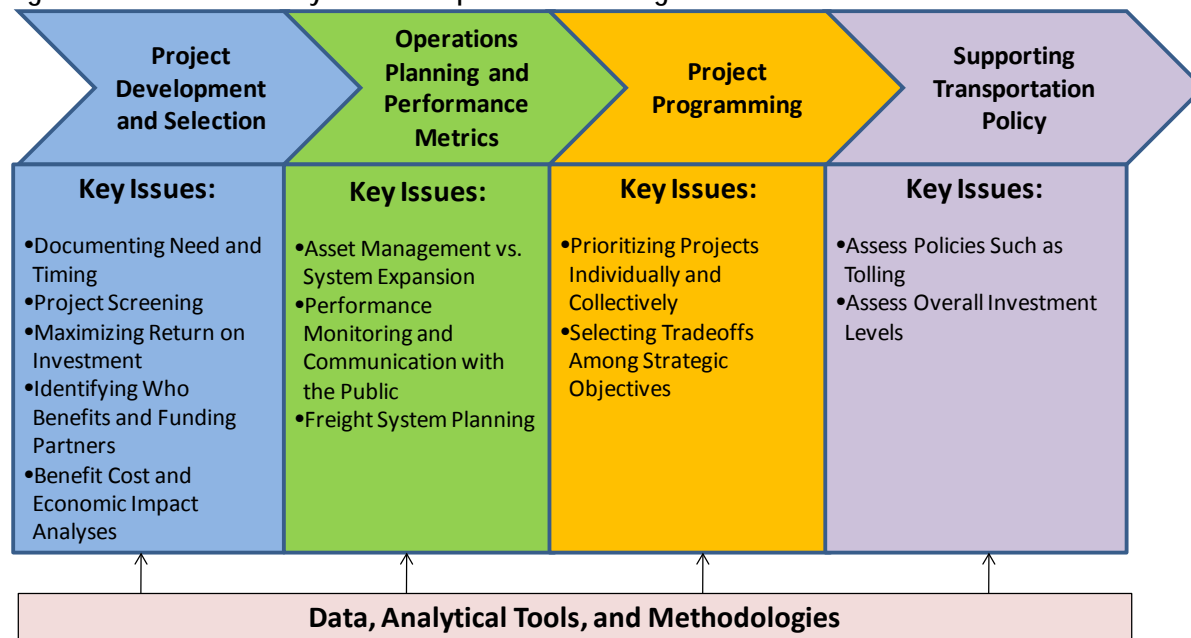 Project
Development
and Selection
Operations
Planning and
Performance
Metrics
Project
Programming
Supporting
Transportation
Policy
Key Issues:
•Documenting Need and
Timing
•Project Screening
•Maximizing Return on
Investment
•Identifying Who
Benefits and Funding
Partners
•Benefit Cost and
Economic Impact
Analyses
Key Issues:
•Asset Management vs.
System Expansion
•Performance
Monitoring and
Communication with
the Public
•Freight System Planning
Key Issues:
•Prioritizing Projects
Individually and
Collectively
•Selecting Tradeoffs
Among Strategic
Objectives
Key Issues:
•Assess Policies Such as
Tolling
•Assess Overall Investment
Levels
Data, Analytical Tools, and Methodologies